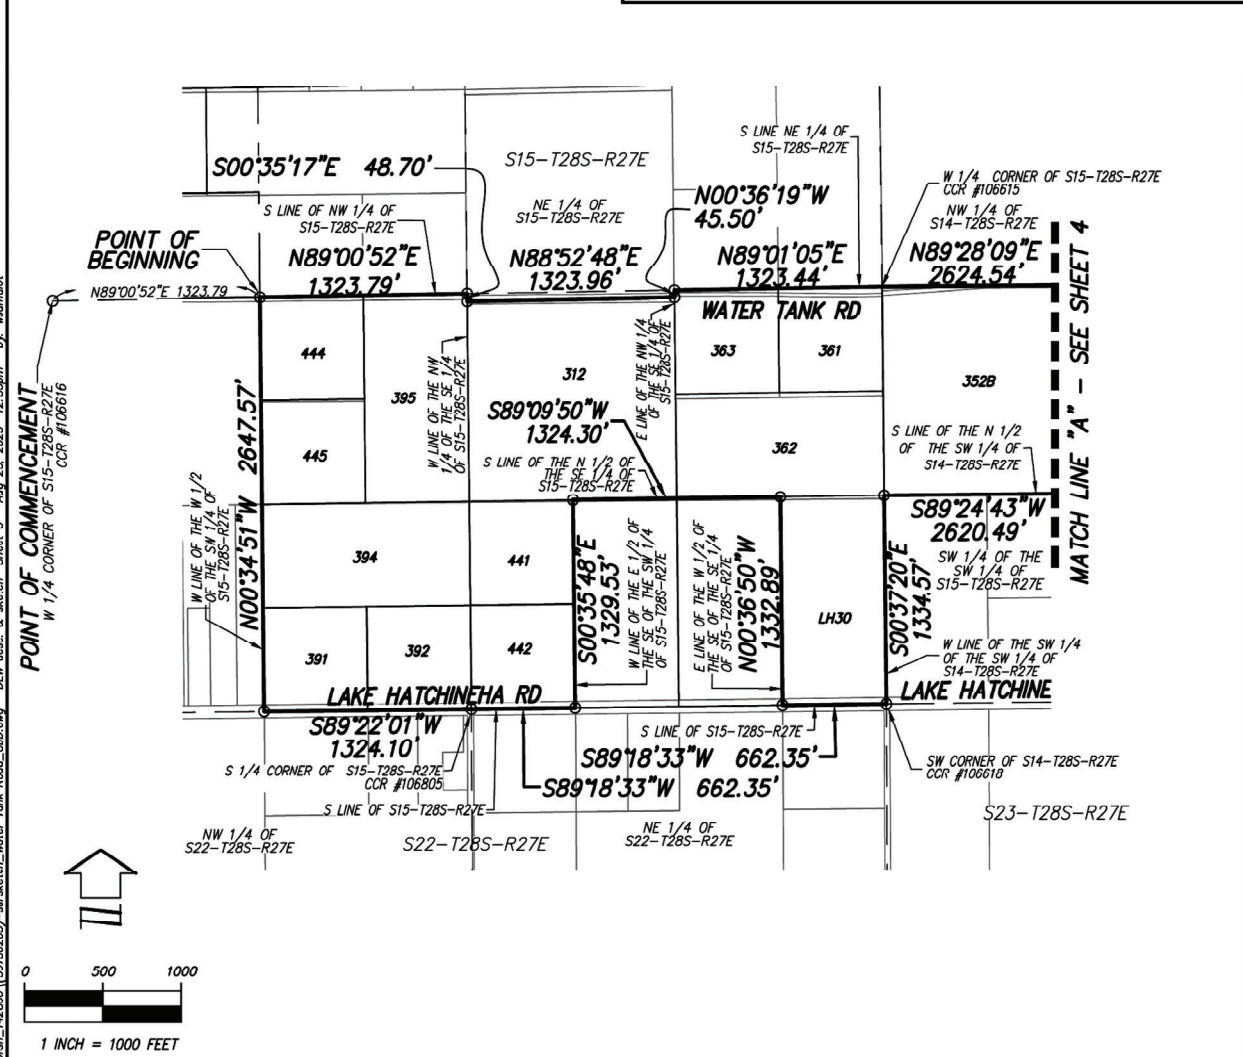 S LINE NE 1/4 OF
S15-T28S-R27E
S00°35'17"E 48.70'
S15-T28S-R27E
W 1/4 CORNER OF S15-T28S-R27E
CCR #106615
N00°36'19"W
45.50'
NE 1/4 OF
S15-T28S-R27E
NW 1/4 OF
S14-T28S-R27E
S LINE OF NW 1/4 OF
S15-T28S-R27E
POINT OF
BEGINNING
N89°00'52"E
1323.79'
N88°52'48"E
1323.96'
N89°01'05"E
1323.44'
N89°28'09"E
2624.54'
N89°00'52"E 1323.79
WATER TANK RD
MATCH LINE "A" - SEE SHEET 4
444
395
312
363
361
352B
W LINE OF THE NW
1/4 OF THE SE 1/4
OF S15-T28S-R27E
E LINE OF THE NW 1/4
OF THE SE 1/4 OF
S15-T28S-R27E
S89°09'50"W
1324.30'
POINT OF COMMENCEMENT
W 1/4 CORNER OF S15-T28S-R27E
CCR #106616
N00°34'51"W 2647.57'
445
362
S LINE OF THE N 1/2 OF
THE SE 1/4 OF
S15-T28S-R27E
S LINE OF THE N 1/2
OF THE SW 1/4 OF
S14-T28S-R27E
W LINE OF THE W 1/2
OF THE SW 1/4 OF
S15-T28S-R27E
S89°24'43"W
2620.49'
394
441
S00°35'48"E
1329.53'
W LINE OF THE E 1/2 OF
THE SE OF THE SW 1/4
OF S15-T28S-R27E
E LINE OF THE W 1/2 OF
THE SE OF THE SE 1/4
OF S15-T28S-R27E
N00°36'50"W
1332.89'
S00°37'20"E
1334.57'
SW 1/4 OF THE
SW 1/4 OF
S15-T28S-R27E
391
392
442
LH30
W LINE OF THE SW 1/4
OF THE SW 1/4 OF
S14-T28S-R27E
LAKE HATCHINEHA RD
LAKE HATCHINE
S89°22'01"W
1324.10'
S LINE OF S15-T28S-R27E
S89°18'33"W 662.35'
S 1/4 CORNER OF S15-T28S-R27E
CCR #106805
SW CORNER OF S14-T28S-R27E
CCR #106618
S89°18'33"W 662.35'
S LINE OF S15-T28S-R27E
S23-T28S-R27E
NW 1/4 OF
S22-T28S-R27E
S22-T28S-R27E
NE 1/4 OF
S22-T28S-R27E
0 500 1000
1 INCH = 1000 FEET